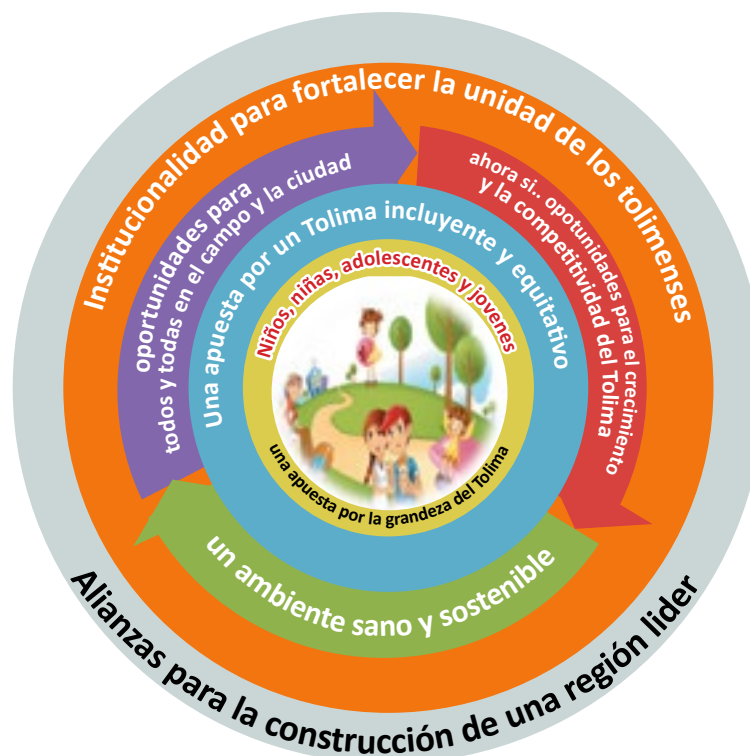 Institucionalidad para fortalecer la unidad de los tolimenses
oportunidades para
todos y todas en el campo y la ciudad
ahora si.. opotunidades para el crecimiento
y la competitividad del Tolima
Una apuesta por un Tolima incluyente y equitativo
Niños, niñas, adolescentes y jovenes
una apuesta por la grandeza del Tolima
un ambiente sano y sostenible
Alianzas para la construcción de una región lider